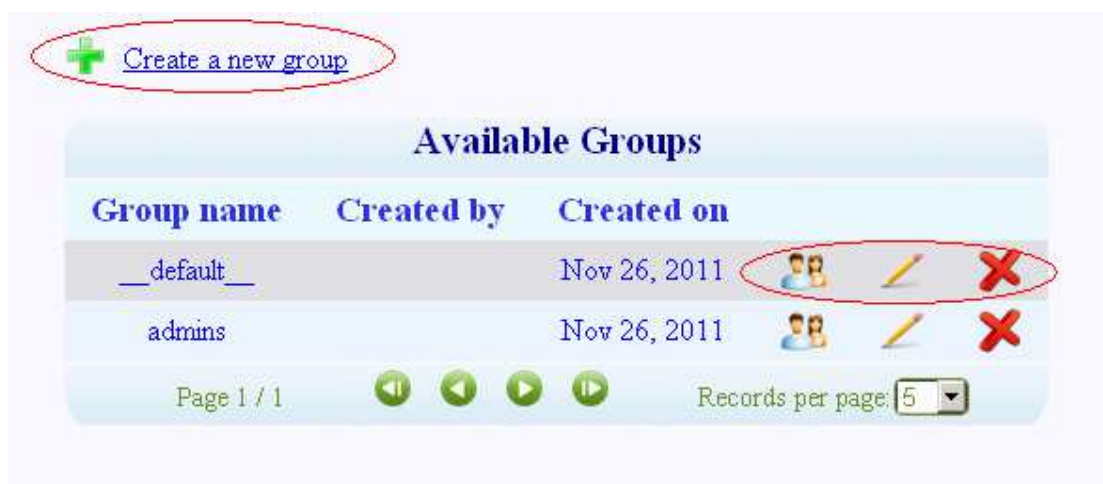 Create a new group
Available Groups
Group name Created by Created on
__default__ Nov 26, 2011
admins Nov 26, 2011
Page 1 / 1 Records per page: 5